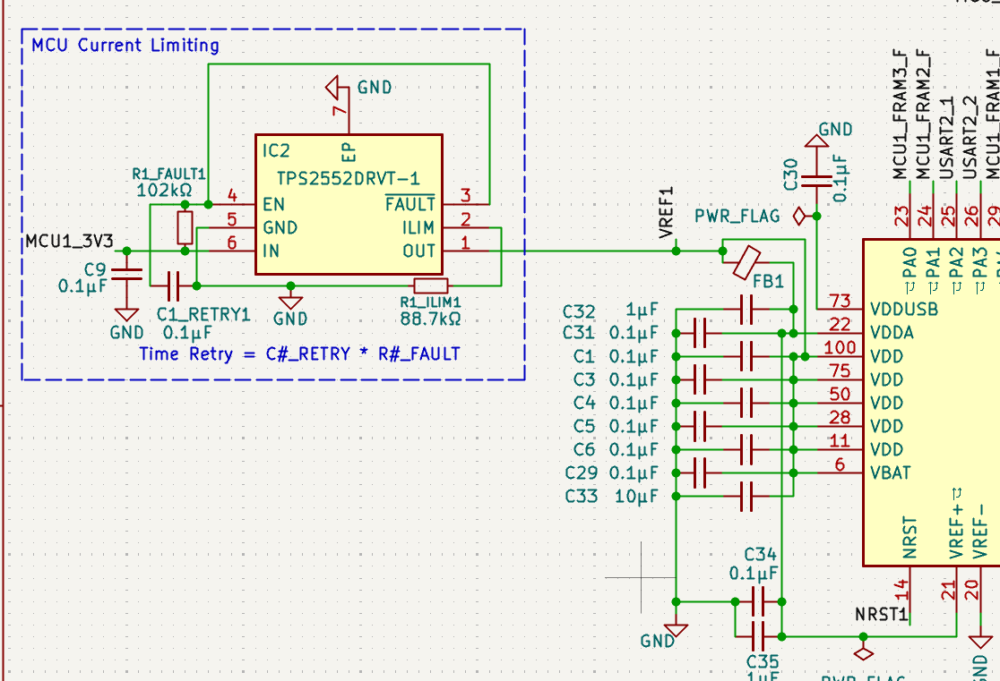 MCU Current Limiting
GND
7
EP
IC2
TPS2552DRVT-1
R1_FAULT1
102kΩ
4
EN
FAULT
3
5
GND
ILIM
2
MCU1_3V3
6
IN
OUT
1
C9
0.1µF
GND
C1_RETRY1
0.1µF
GND
R1_ILIM1
88.7kΩ
Time Retry = C#_RETRY * R#_FAULT
VREF1
PWR_FLAG
GND
C30
0.1µF
FB1
MCU1_FRAM3_F
MCU1_FRAM2_F
USART2_1
USART2_2
MCU1_FRAM1_F
23
24
25
26
29
PA0
PA1
PA2
PA3
C32 1µF
C31 0.1µF
C1 0.1µF
C3 0.1µF
C4 0.1µF
C5 0.1µF
C6 0.1µF
C29 0.1µF
C33 10µF
73 VDDUSB
22 VDDA
100 VDD
75 VDD
50 VDD
28 VDD
11 VDD
6 VBAT
NRST
VREF+
VREF-
14
21
20
NRST1
C34
0.1µF
GND
C35
1µF
PWR_FLAG
GND